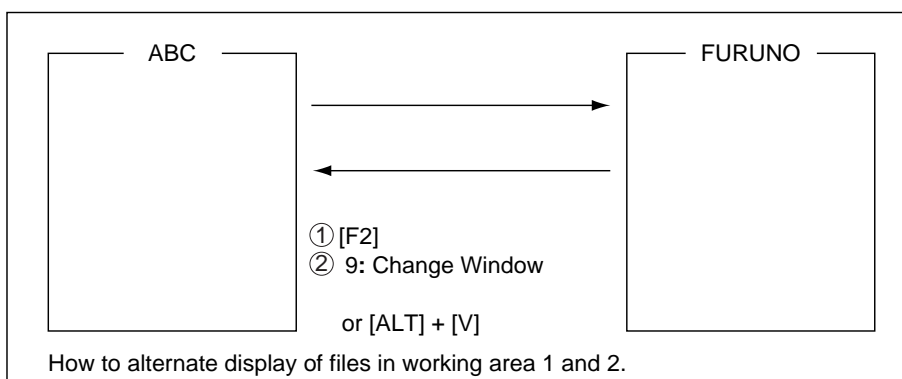 ABC
FURUNO
① [F2]
② 9: Change Window
or [ALT] + [V]
How to alternate display of files in working area 1 and 2.